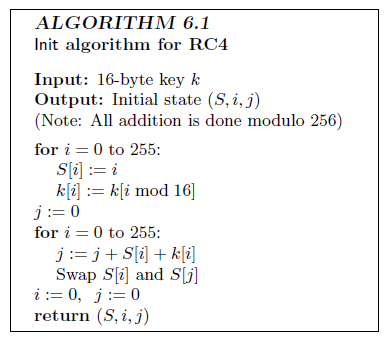 ALGORITHM 6.1
Init algorithm for RC4
Input: 16-byte key k
Output: Initial state (S, i, j)
(Note: All addition is done modulo 256)
for i = 0 to 255:
S[i] := i
k[i] := k[i mod 16]
j := 0
for i = 0 to 255:
j := j + S[i] + k[i]
Swap S[i] and S[j]
i := 0, j := 0
return (S, i, j)